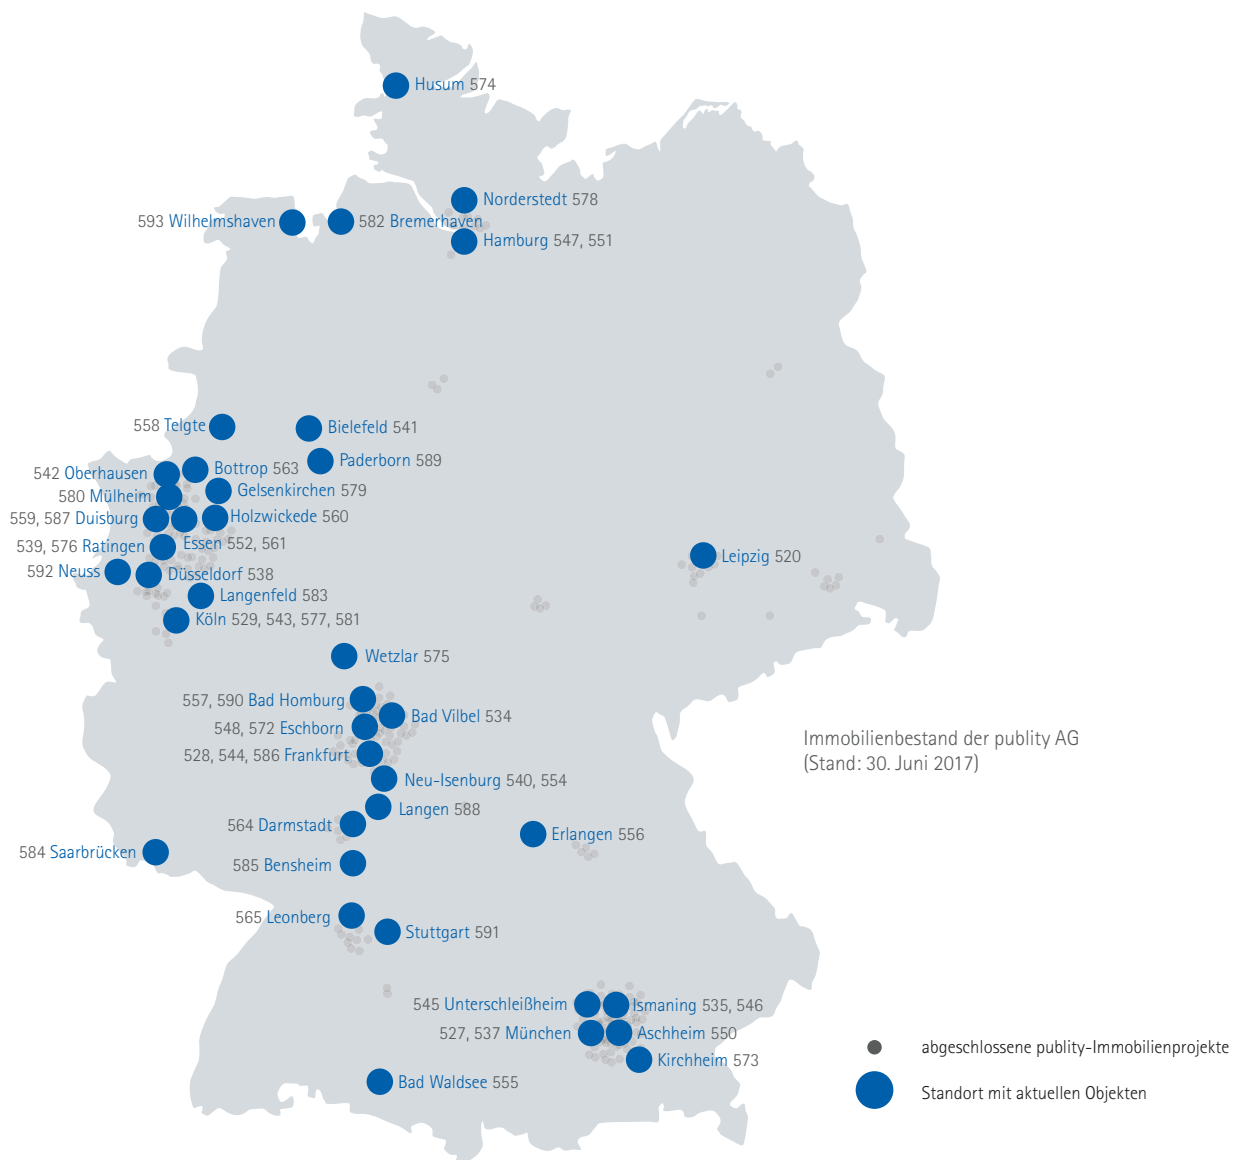 Husum 574
Norderstedt 578
593 Wilhelmshaven
582 Bremerhaven
Hamburg 547, 551
558 Telgte
Bielefeld 541
Paderborn 589
542 Oberhausen
Bottrop 563
580 Mülheim
Gelsenkirchen 579
559, 587 Duisburg
Holzwickede 560
539, 576 Ratingen
Essen 552, 561
Leipzig 520
592 Neuss
Düsseldorf 538
Langenfeld 583
Köln 529, 543, 577, 581
Wetzlar 575
557, 590 Bad Homburg
Bad Vilbel 534
548, 572 Eschborn
528, 544, 586 Frankfurt
Immobilienbestand der publity AG
(Stand: 30. Juni 2017)
Neu-Isenburg 540, 554
Langen 588
564 Darmstadt
Erlangen 556
584 Saarbrücken
585 Bensheim
565 Leonberg
Stuttgart 591
545 Unterschleißheim
Ismaning 535, 546
527, 537 München
Aschheim 550
Kirchheim 573
Bad Waldsee 555
abgeschlossene publity-Immobilienprojekte
Standort mit aktuellen Objekten